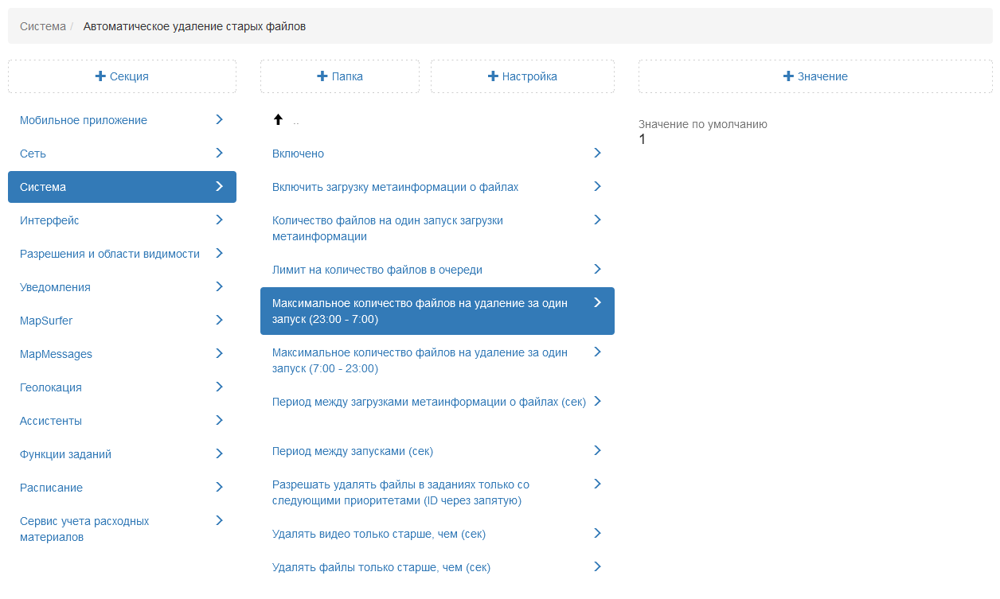 Система / Автоматическое удаление старых файлов
Секция
Папка
Настройка
Значение
Мобильное приложение
Сеть
Система
Интерфейс
Разрешения и области видимости
Уведомления
MapSurfer
MapMessages
Геолокация
Ассистенты
Функции заданий
Расписание
Сервис учета расходных
материалов
..
Включено
Включить загрузку метаинформации о файлах
Количество файлов на один запуск загрузки
метаинформации
Лимит на количество файлов в очереди
Максимальное количество файлов на удаление за один
запуск (23:00 - 7:00)
Максимальное количество файлов на удаление за один
запуск (7:00 - 23:00)
Период между загрузками метаинформации о файлах (сек)
Период между запусками (сек)
Разрешать удалять файлы в заданиях только со
следующими приоритетами (ID через запятую)
Удалять видео только старше, чем (сек)
Удалять файлы только старше, чем (сек)
Значение по умолчанию
1